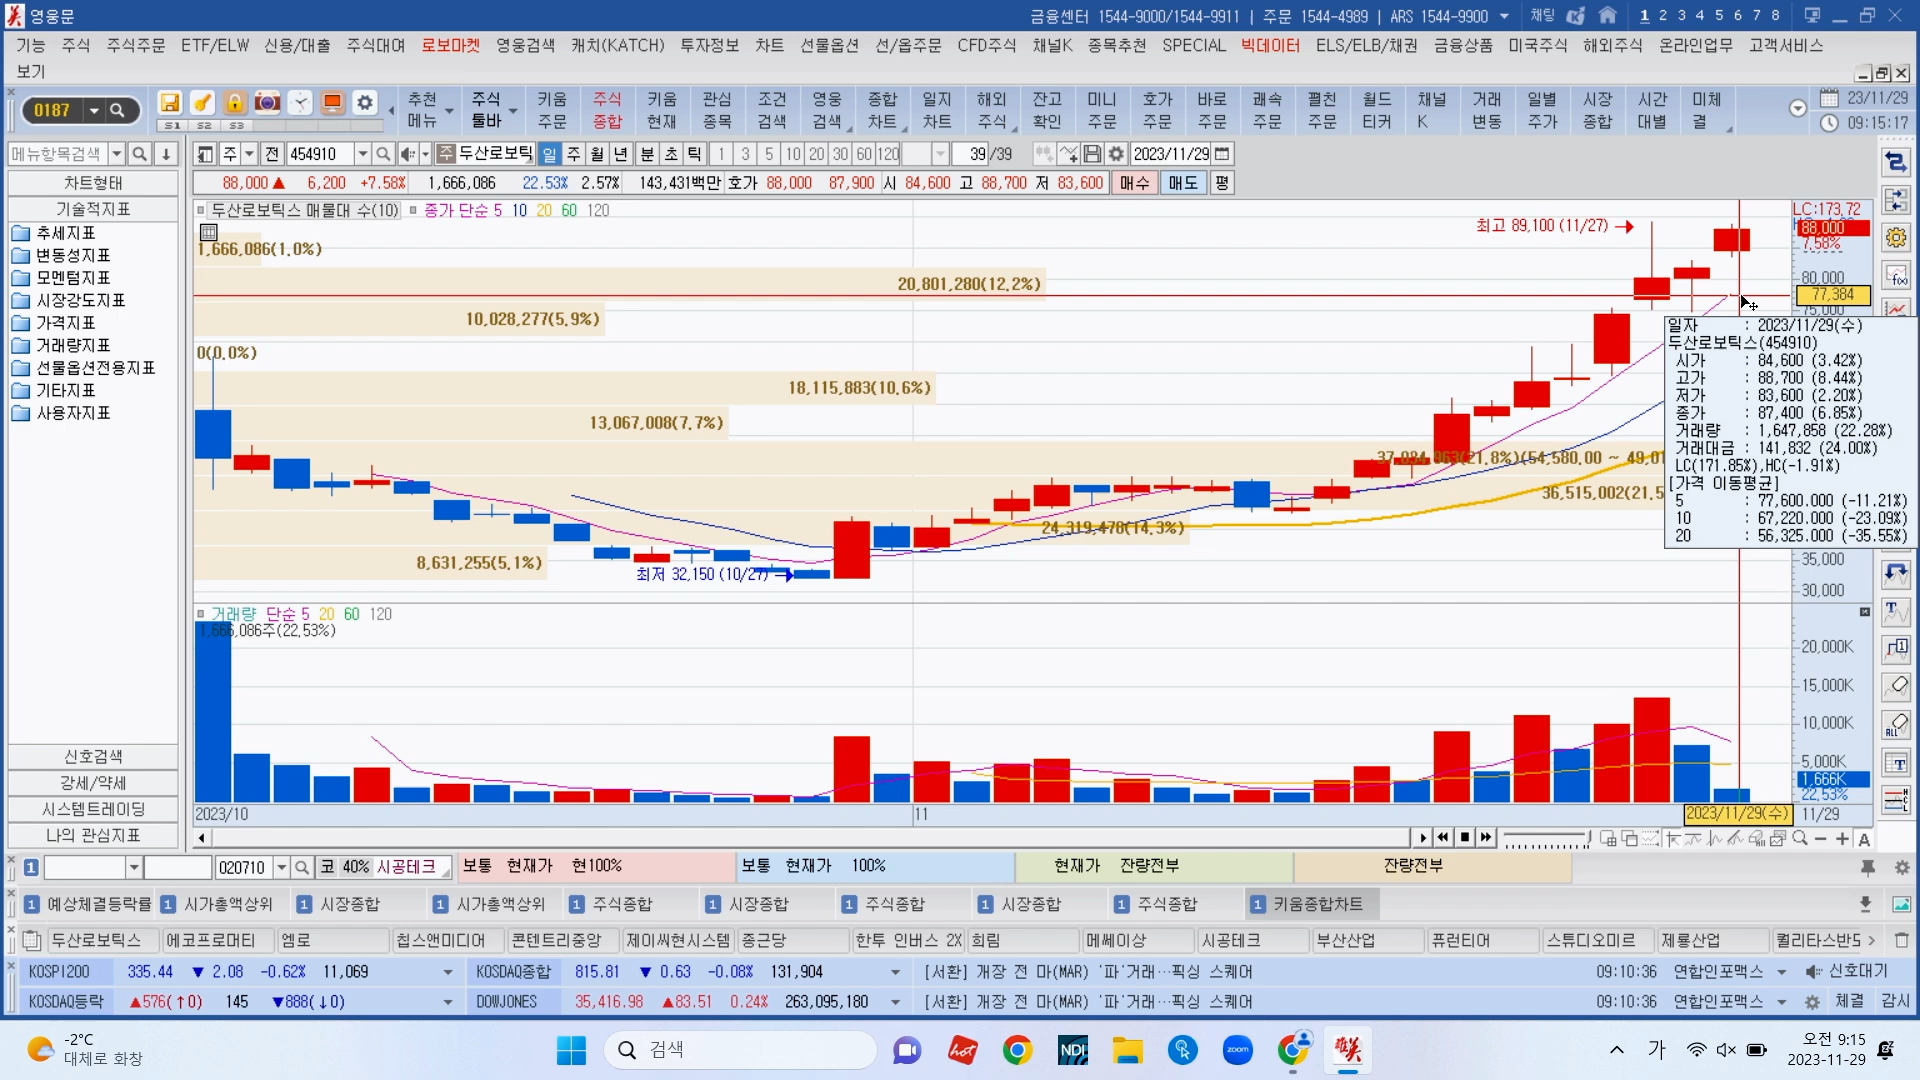 영웅문
금융센터 1544-9000/1544-9911 | 주문 1544-4989 | ARS 1544-9900 채팅 1 2 3 4 5 6 7 8
기능 주식 주식주문 ETF/ELW 신용/대출 주식대여 로보마켓 영웅검색 캐치(KATCH) 투자정보 차트 선물옵션 선/옵주문 CFD주식 채널K 종목추천 SPECIAL 빅데이터 ELS/ELB/채권 금융상품 미국주식 해외주식 온라인업무 고객서비스
보기
0187 S1 S2 S3
추천 주식 키움 주식 키움 관심 조건 영웅 종합 일지 해외 잔고 미니 호가 바로 쾌속 펼친 월드 채널 거래 일별 시장 시간 미체 23/11/29
메뉴 툴바 주문 종합 현재 종목 검색 검색 차트 차트 주식 확인 주문 주문 주문 주문 주문 티커 K 변동 주가 종합 대별 결 09:15:17
메뉴항목검색 주 전 454910 주 두산로보틱 일 주 월 년 분 초 틱 1 3 5 10 20 30 60 120 39 /39 2023/11/29
차트형태
88,000 ▲ 6,200 +7.58% 1,666,086 22.53% 2.57% 143,431백만 호가 88,000 87,900 시 84,600 고 88,700 저 83,600 매수 매도 평
기술적지표
추세지표
변동성지표
모멘텀지표
시장강도지표
가격지표
거래량지표
선물옵션전용지표
기타지표
사용자지표
신호검색
강세/약세
시스템트레이딩
나의 관심지표
두산로보틱스 매물대 수(10) 종가 단순 5 10 20 60 120
1,666,086(1.0%)
20,801,280(12.2%)
10,028,277(5.9%)
0(0.0%)
18,115,883(10.6%)
13,067,008(7.7%)
37,034,963(21.8%)(54,580.00 ~ 49,01
36,515,002(21.5
24,319,478(14.3%)
8,631,255(5.1%)
최고 89,100 (11/27)
최저 32,150 (10/27)
LC:173.72
88,000
7.58%
80,000
77,384
75,000
35,000
30,000
일자 : 2023/11/29(수)
두산로보틱스(454910)
시가 : 84,600 (3.42%)
고가 : 88,700 (8.44%)
저가 : 83,600 (2.20%)
종가 : 87,400 (6.85%)
거래량 : 1,647,858 (22.28%)
거래대금 : 141,832 (24.00%)
LC(171.85%),HC(-1.91%)
[가격 이동평균]
5 : 77,600.000 (-11.21%)
10 : 67,220.000 (-23.09%)
20 : 56,325.000 (-35.55%)
거래량 단순 5 20 60 120
1,666,086주(22.53%)
20,000K
15,000K
10,000K
5,000K
1,666K
22.53%
2023/10 11 2023/11/29(수) 11/29
A
1 020710 코 40% 시공테크 보통 현재가 현100% 보통 현재가 100% 현재가 잔량전부 잔량전부
1 예상체결등락률 1 시가총액상위 1 시장종합 1 시가총액상위 1 주식종합 1 시장종합 1 주식종합 1 시장종합 1 주식종합 1 키움종합차트
두산로보틱스 에코프로머티 엠로 칩스앤미디어 콘텐트리중앙 제이씨현시스템 종근당 한투 인버스 2X 희림 메쎄이상 시공테크 부산산업 퓨런티어 스튜디오미르 제룡산업 퀄리타스반도
KOSPI200 335.44 ▼ 2.08 -0.62% 11,069 KOSDAQ종합 815.81 ▼ 0.63 -0.08% 131,904 [서환] 개장 전 마(MAR) '파'거래…픽싱 스퀘어 09:10:36 연합인포맥스 신호대기
KOSDAQ등락 ▲576(↑0) 145 ▼888(↓0) DOWJONES 35,416.98 ▲83.51 0.24% 263,095,180 [서환] 개장 전 마(MAR) '파'거래…픽싱 스퀘어 09:10:36 연합인포맥스 체결 감시
-2°C
대체로 화창
검색 hot NDI zoom 가
오전 9:15
2023-11-29